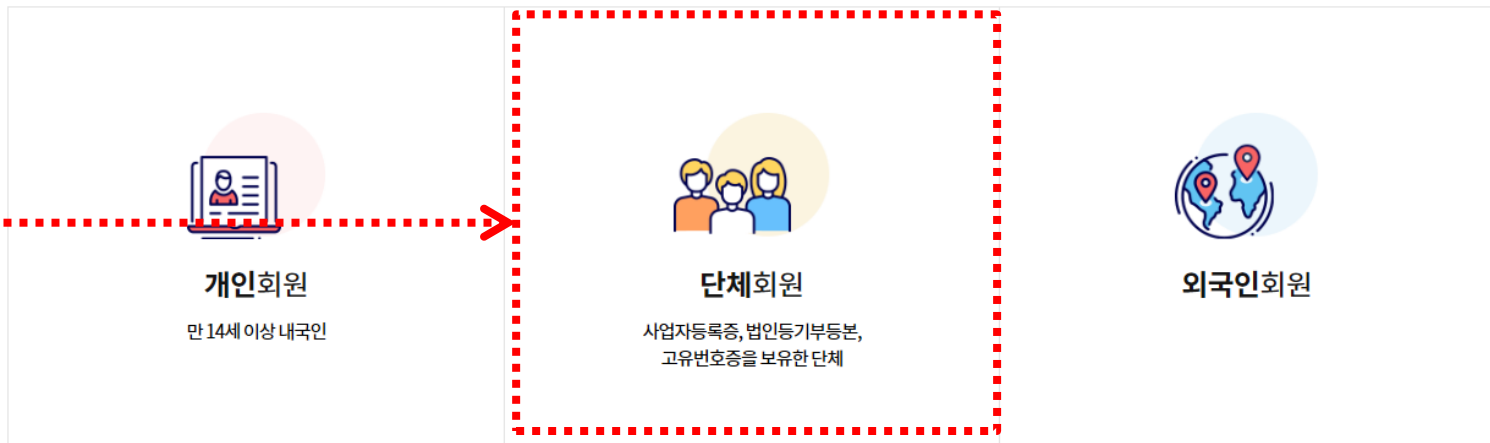 개인회원
만 14세 이상 내국인
단체회원
사업자등록증, 법인등기부등본,
고유번호증을 보유한 단체
외국인회원